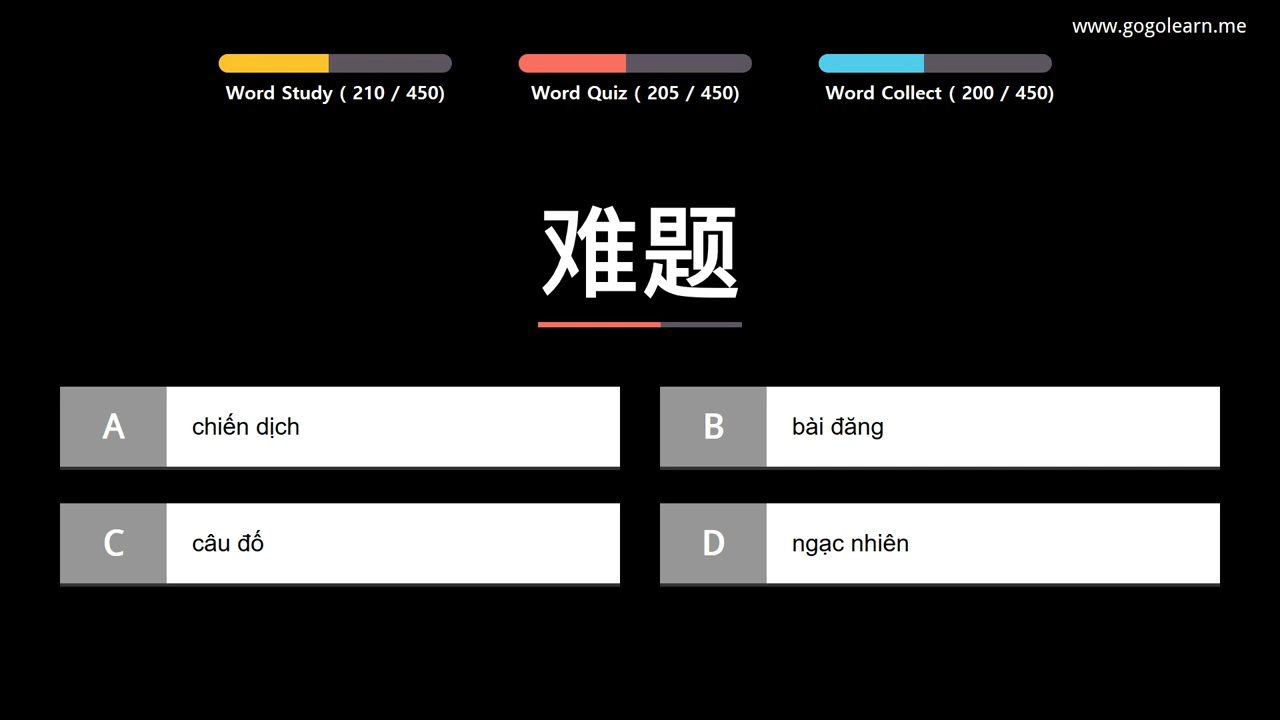 www.gogolearn.me
Word Study ( 210 / 450)
Word Quiz ( 205 / 450)
Word Collect ( 200 / 450)
难题
A
chiến dịch
B
bài đăng
C
câu đố
D
ngạc nhiên